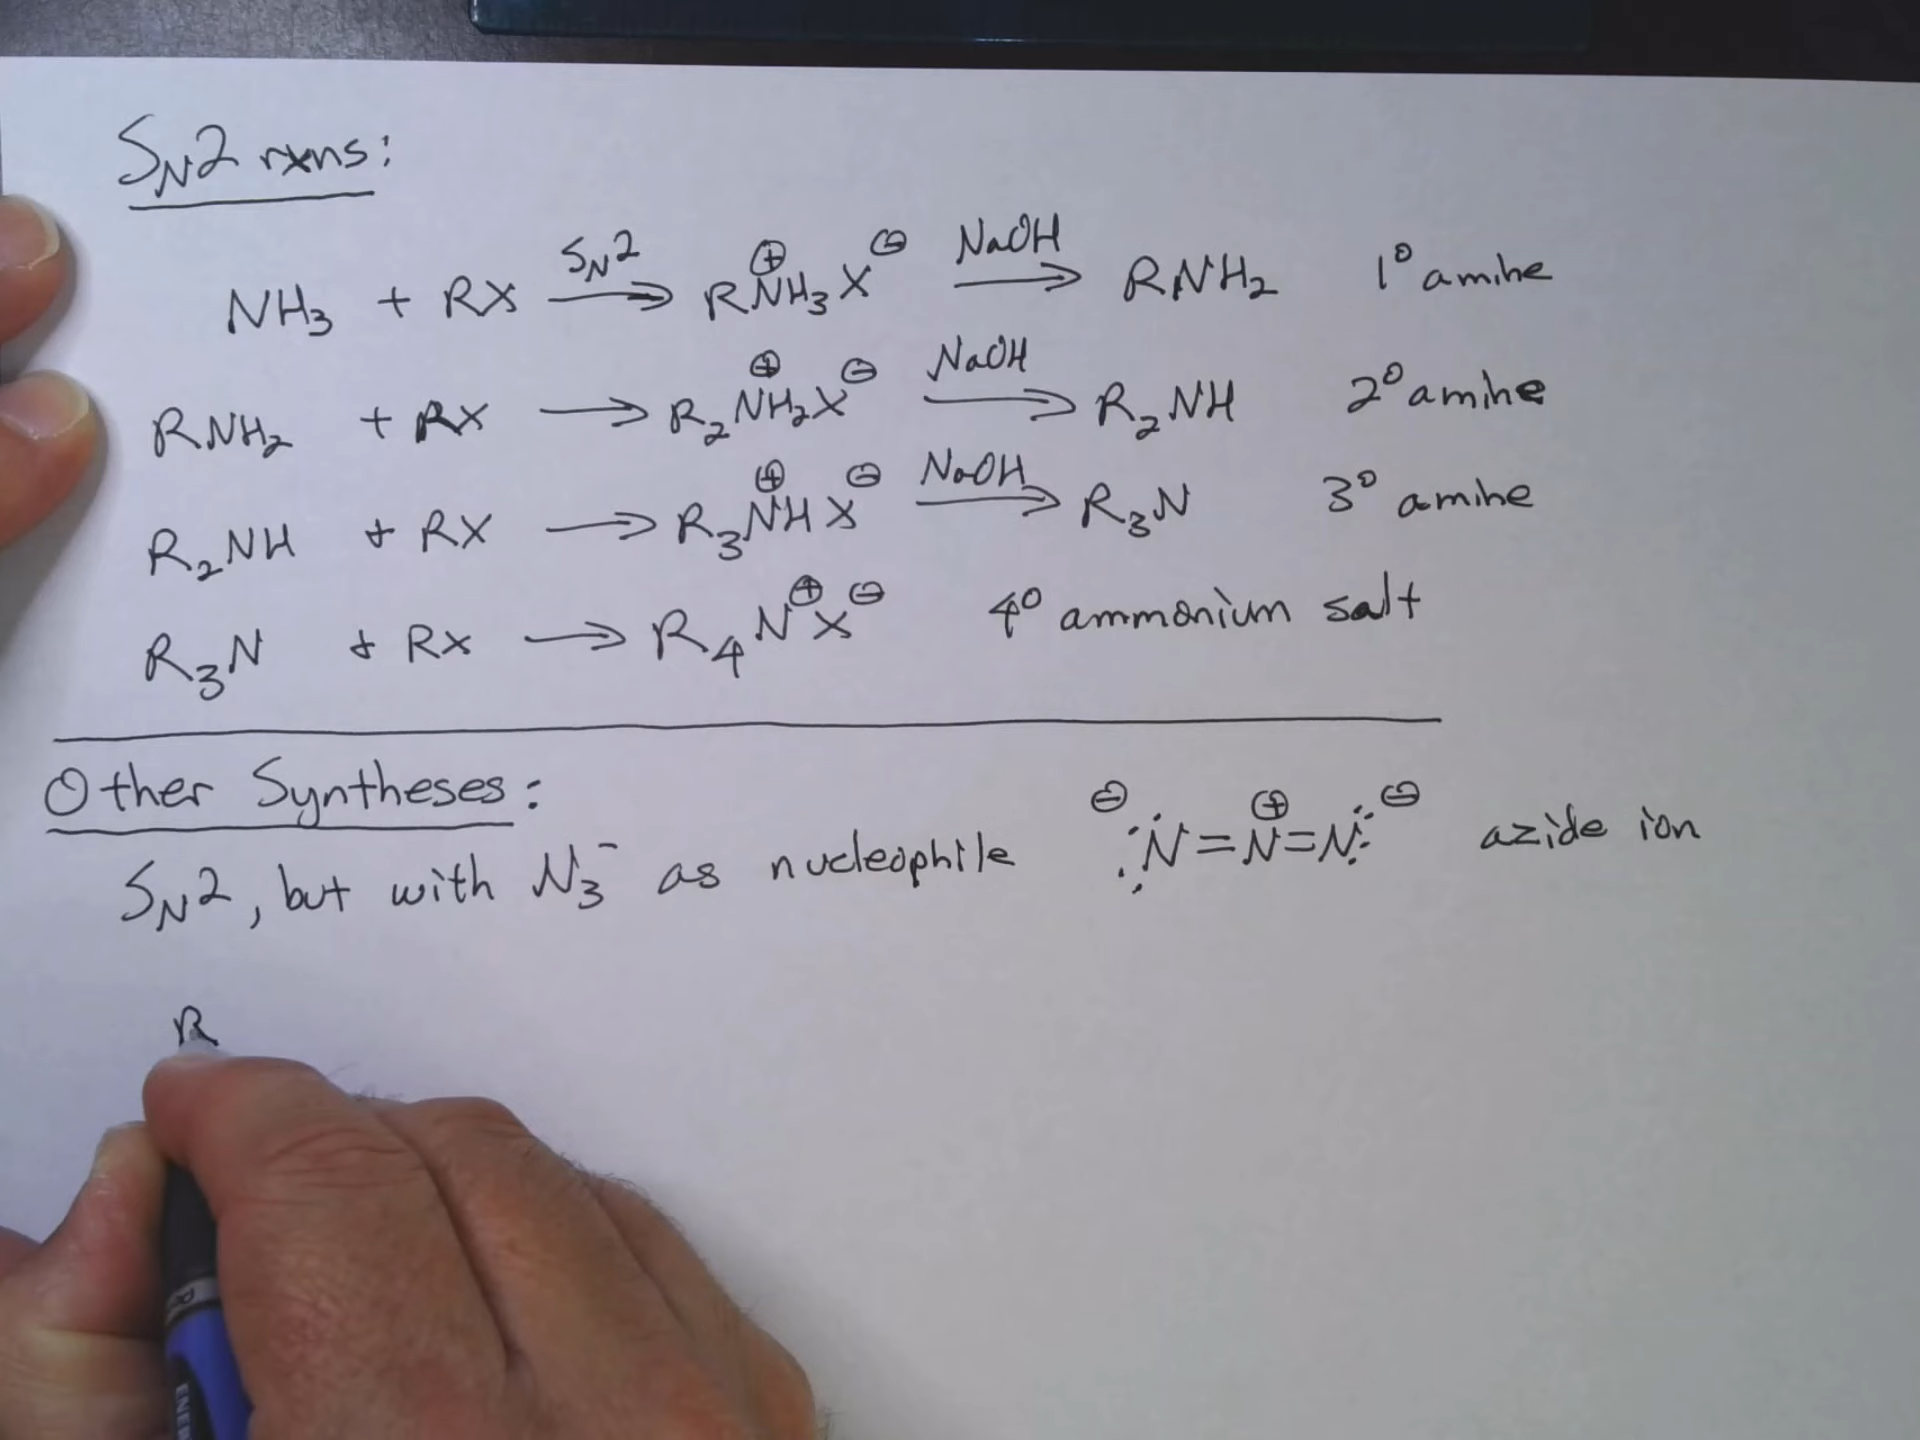 SN2 rxns:
NH3 + RX SN2⟶ RN⊕H3 X⊖ NaOH⟶ RNH2 1° amine
RNH2 + RX ⟶ R2N⊕H2X⊖ NaOH⟶ R2NH 2° amine
R2NH + RX ⟶ R3N⊕HX⊖ NaOH⟶ R3N 3° amine
R3N + RX ⟶ R4N⊕X⊖ 4° ammonium salt
Other Syntheses:
SN2, but with N3⁻ as nucleophile ⊖:N̈=N⊕=N̈:⊖ azide ion
R